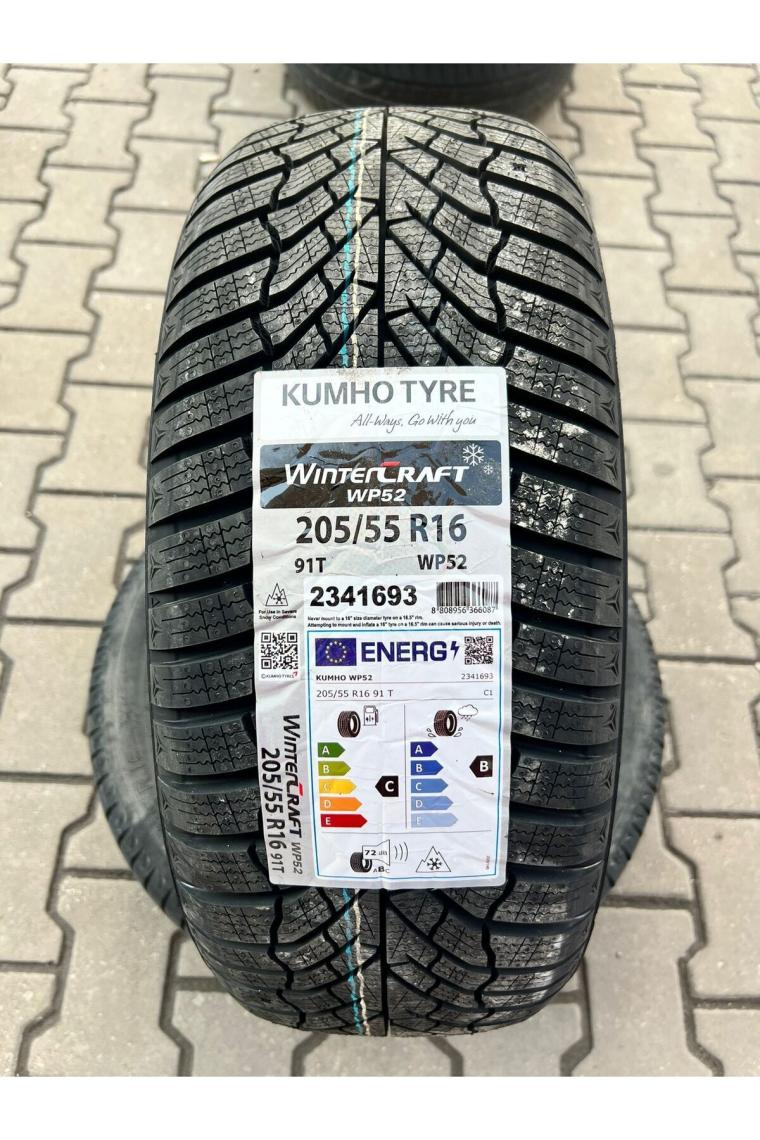 KUMHO TYRE
All-Ways, Go With you
WINTERCRAFT
WP52
205/55 R16
91T WP52
For Use in Severe
Snow Conditions
2341693
8 808956 366087
Never mount to a 16" size diameter tyre on a 16.5" rim.
Attempting to mount and inflate a 16" tyre on a 16.5" rim can cause serious injury or death.
©KUMHO TYRE
ENERG
KUMHO WP52 2341693
205/55 R16 91 T C1
A A
B B B
C C C
D D
E E
72 dB
ABC
WINTERCRAFT WP52
205/55 R16 91T